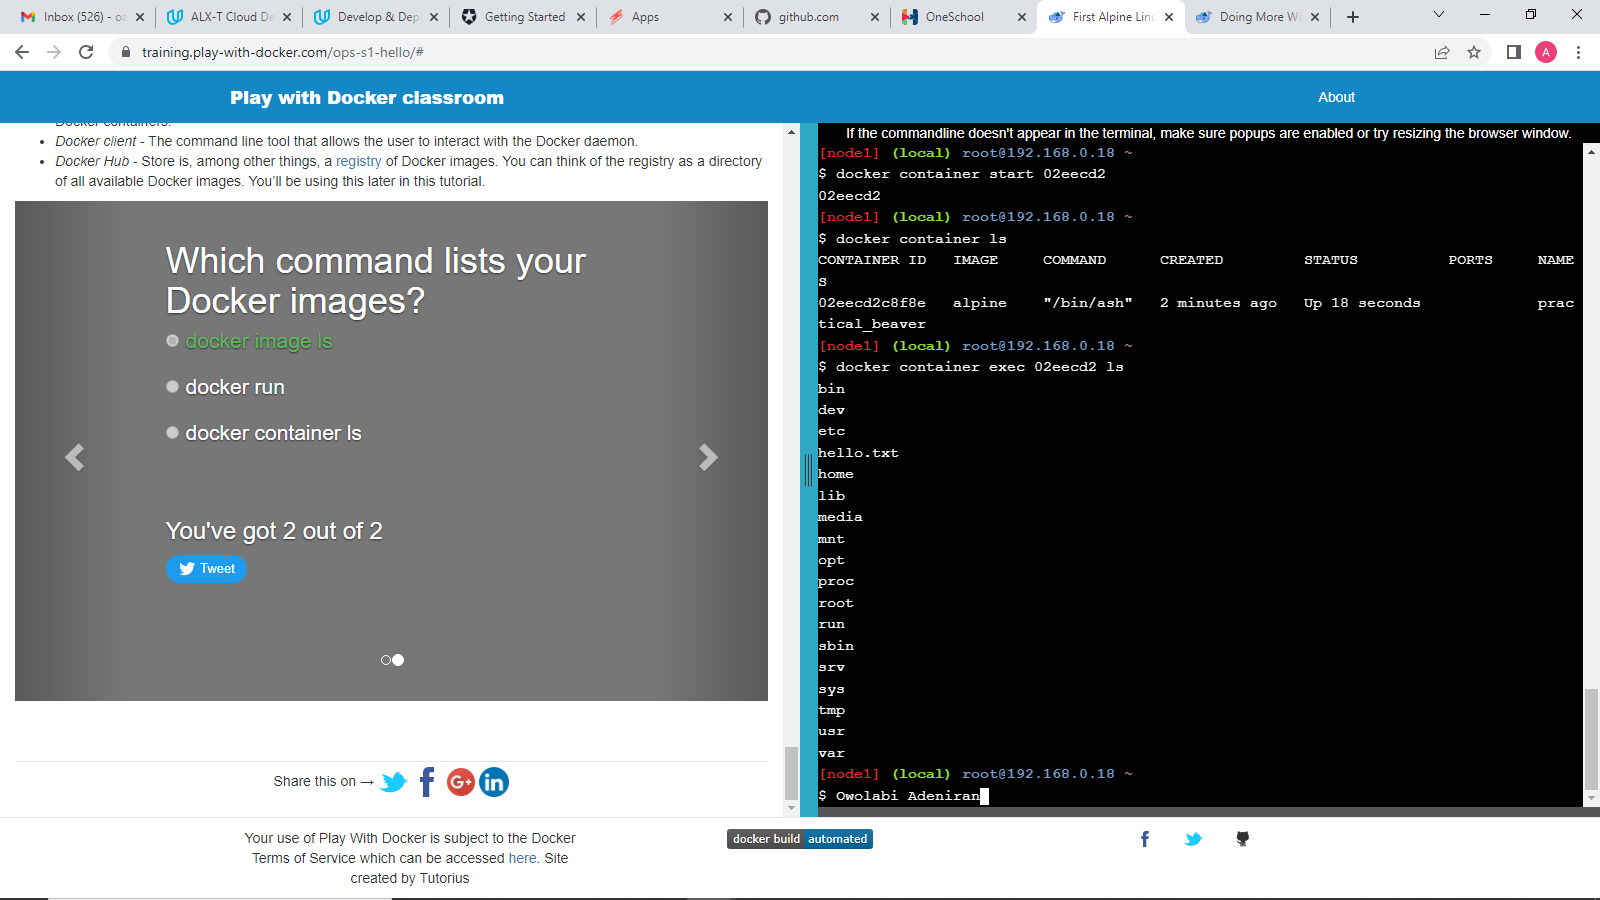 Inbox (526) - oa
ALX-T Cloud De
Develop & Dep
Getting Started
Apps
github.com
OneSchool
First Alpine Linu
Doing More Wi
training.play-with-docker.com/ops-s1-hello/#
A
Play with Docker classroom
About
Docker containers.
Docker client - The command line tool that allows the user to interact with the Docker daemon.
Docker Hub - Store is, among other things, a registry of Docker images. You can think of the registry as a directory
of all available Docker images. You’ll be using this later in this tutorial.
Which command lists your
Docker images?
docker image ls
docker run
docker container ls
You've got 2 out of 2
Tweet
Share this on →
If the commandline doesn't appear in the terminal, make sure popups are enabled or try resizing the browser window.
[node1] (local) root@192.168.0.18 ~
$ docker container start 02eecd2
02eecd2
[node1] (local) root@192.168.0.18 ~
$ docker container ls
CONTAINER ID IMAGE COMMAND CREATED STATUS PORTS NAME
S
02eecd2c8f8e alpine "/bin/ash" 2 minutes ago Up 18 seconds prac
tical_beaver
[node1] (local) root@192.168.0.18 ~
$ docker container exec 02eecd2 ls
bin
dev
etc
hello.txt
home
lib
media
mnt
opt
proc
root
run
sbin
srv
sys
tmp
usr
var
[node1] (local) root@192.168.0.18 ~
$ Owolabi Adeniran
Your use of Play With Docker is subject to the Docker
Terms of Service which can be accessed here. Site
created by Tutorius
docker build automated